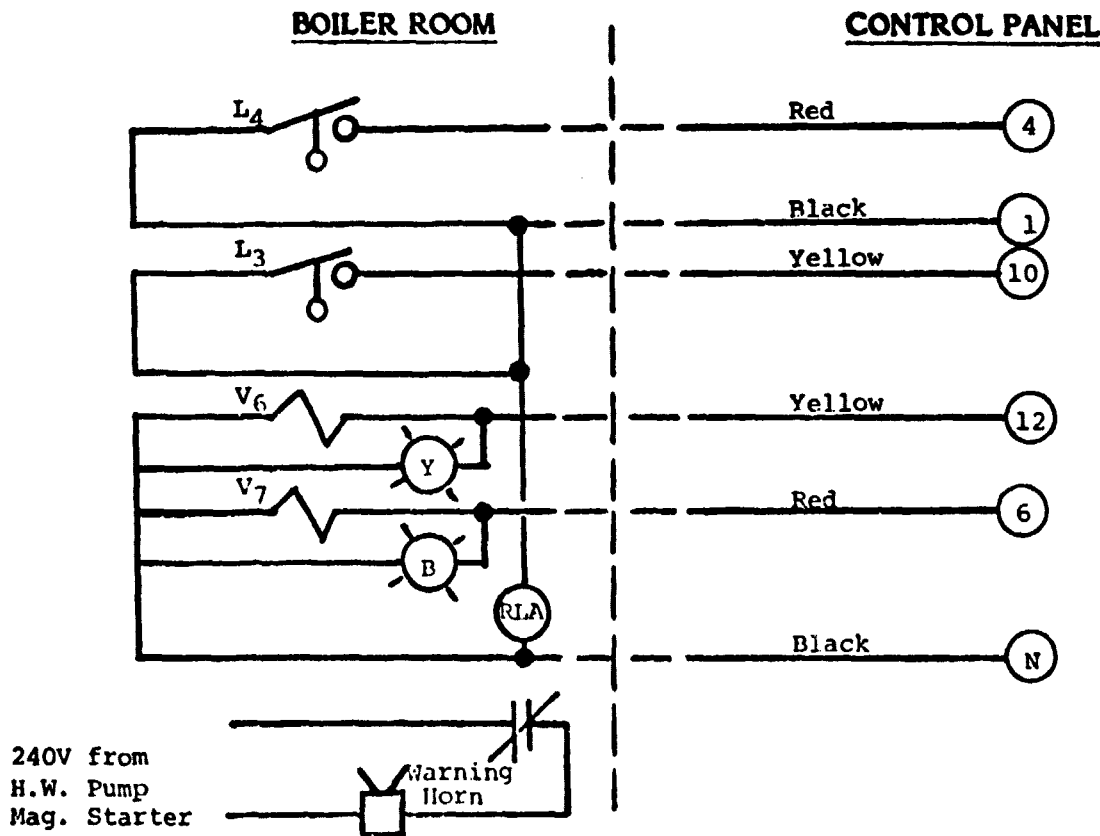 BOILER ROOM
CONTROL PANEL
L4
Red
4
Black
1
L3
Yellow
10
V6
Yellow
12
Y
V7
Red
6
B
RLA
Black
N
240V from
H.W. Pump
Mag. Starter
Warning
Horn